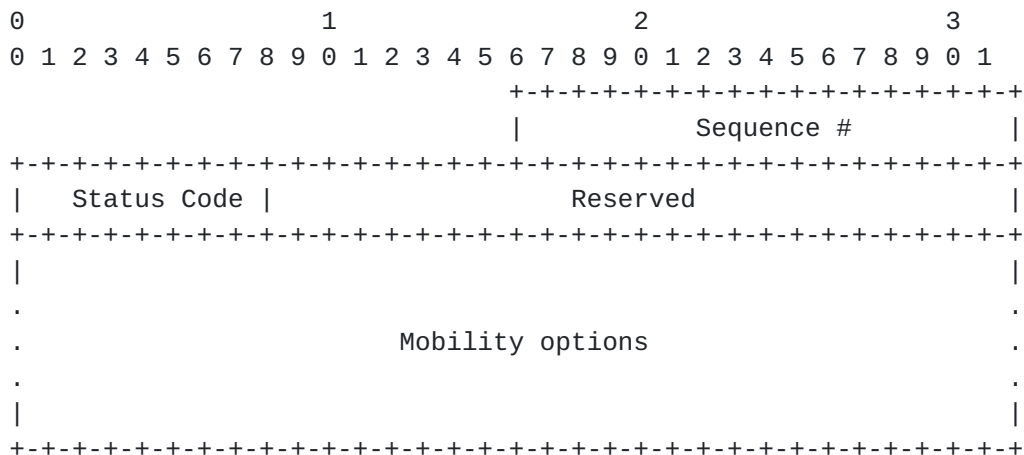 0                   1                   2                   3
0 1 2 3 4 5 6 7 8 9 0 1 2 3 4 5 6 7 8 9 0 1 2 3 4 5 6 7 8 9 0 1
                                +-+-+-+-+-+-+-+-+-+-+-+-+-+-+-+-+
                                |           Sequence #          |
+-+-+-+-+-+-+-+-+-+-+-+-+-+-+-+-+-+-+-+-+-+-+-+-+-+-+-+-+-+-+-+-+
|   Status Code |                   Reserved                    |
+-+-+-+-+-+-+-+-+-+-+-+-+-+-+-+-+-+-+-+-+-+-+-+-+-+-+-+-+-+-+-+-+
|                                                               |
.                                                               .
.                        Mobility options                       .
.                                                               .
|                                                               |
+-+-+-+-+-+-+-+-+-+-+-+-+-+-+-+-+-+-+-+-+-+-+-+-+-+-+-+-+-+-+-+-+